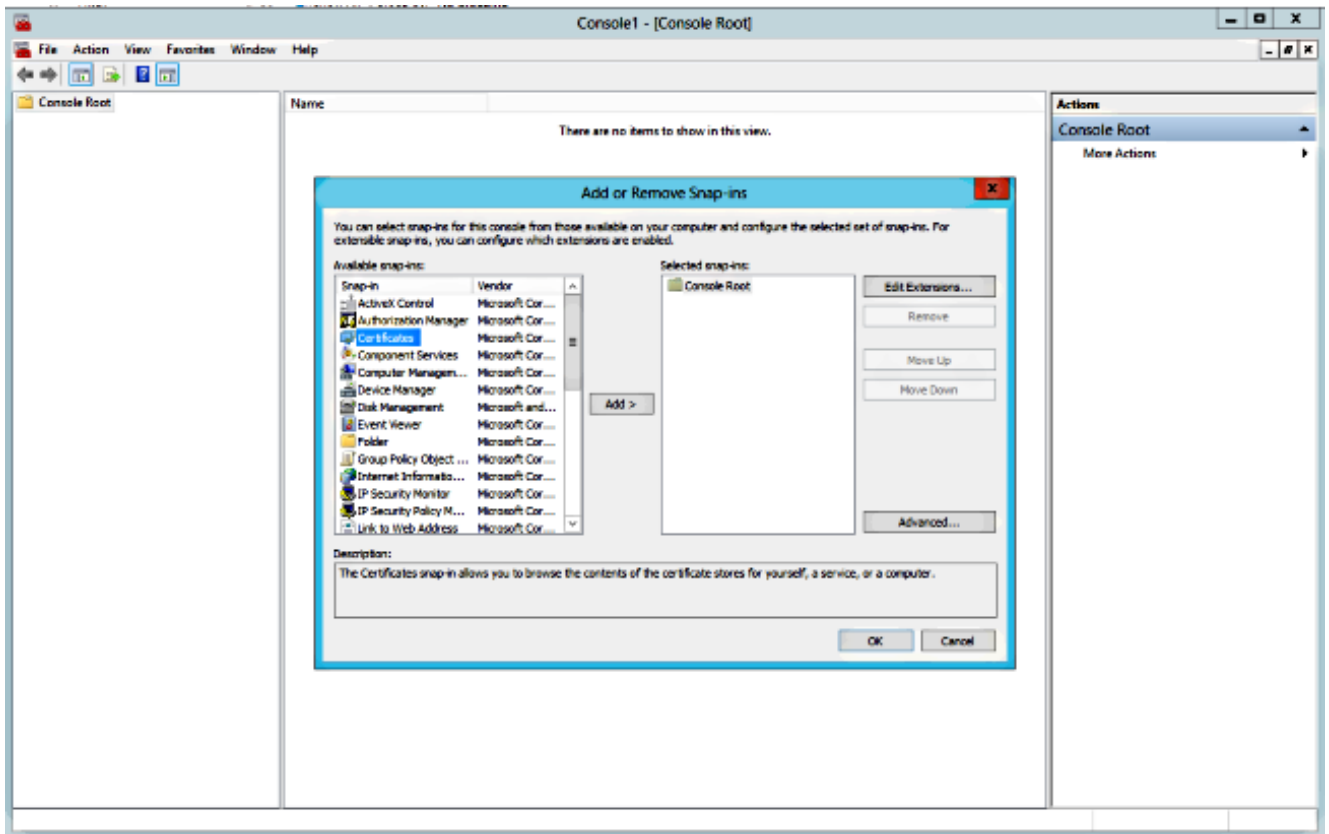 Console1 - [Console Root]
File Action View Favorites Window Help
Console Root
Name
There are no items to show in this view.
Actions
Console Root
More Actions
Add or Remove Snap-ins
You can select snap-ins for this console from those available on your computer and configure the selected set of snap-ins. For
extensible snap-ins, you can configure which extensions are enabled.
Available snap-ins:
Snap-in Vendor
ActiveX Control Microsoft Cor...
Authorization Manager Microsoft Cor...
Certificates Microsoft Cor...
Component Services Microsoft Cor...
Computer Managem... Microsoft Cor...
Device Manager Microsoft Cor...
Disk Management Microsoft and...
Event Viewer Microsoft Cor...
Folder Microsoft Cor...
Group Policy Object ... Microsoft Cor...
Internet Informatio... Microsoft Cor...
IP Security Monitor Microsoft Cor...
IP Security Policy M... Microsoft Cor...
Link to Web Address Microsoft Cor...
Add >
Selected snap-ins:
Console Root
Edit Extensions...
Remove
Move Up
Move Down
Advanced...
Description:
The Certificates snap-in allows you to browse the contents of the certificate stores for yourself, a service, or a computer.
OK Cancel